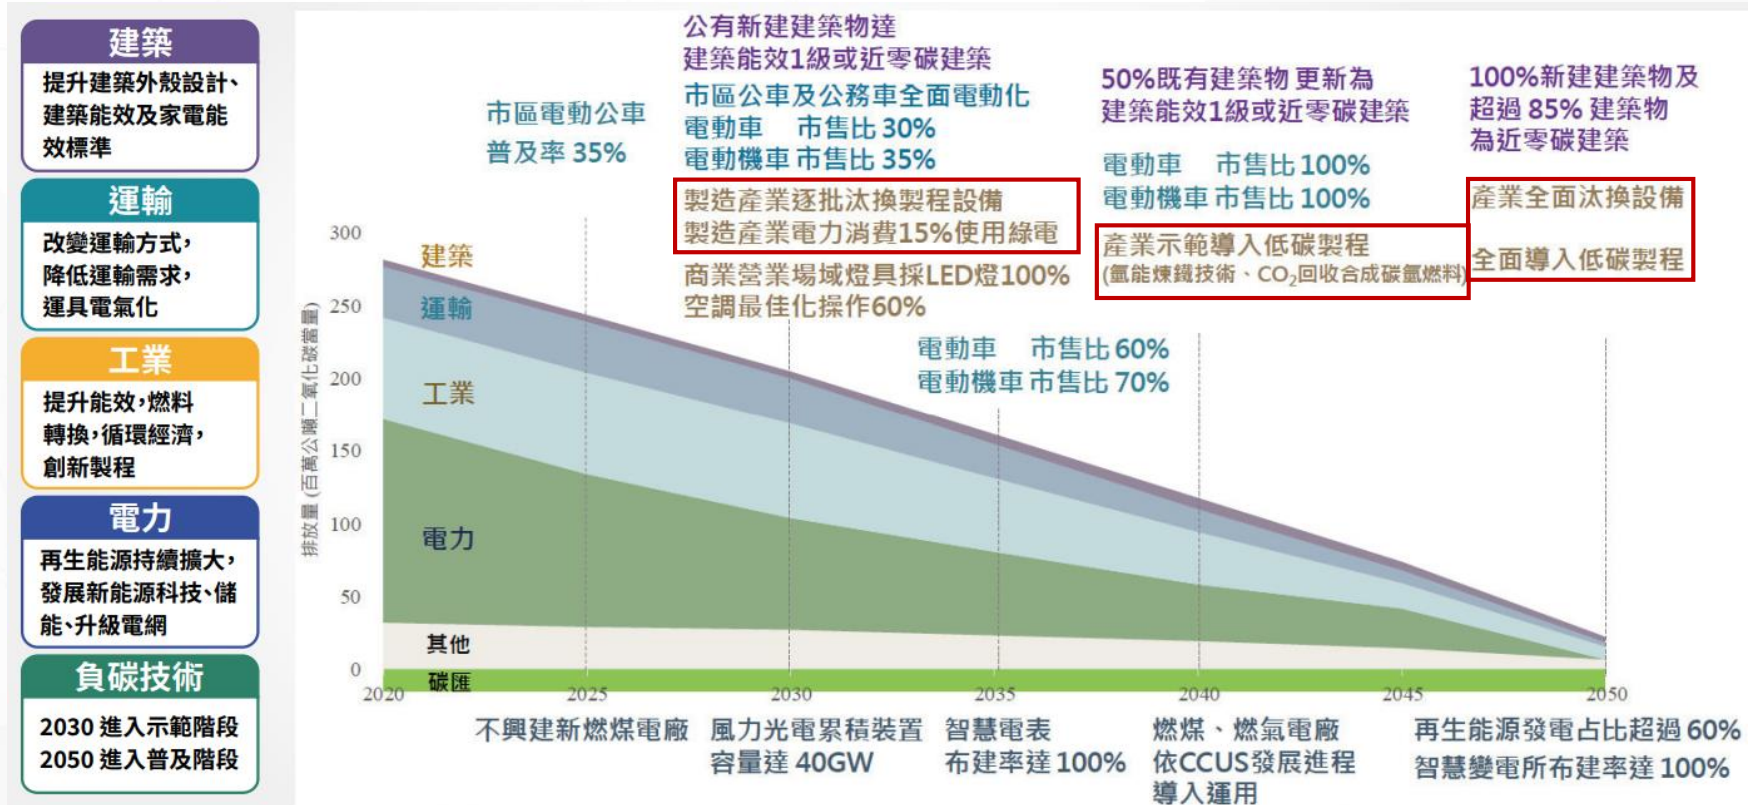 建築
提升建築外殼設計、
建築能效及家電能
效標準
運輸
改變運輸方式，
降低運輸需求，
運具電氣化
工業
提升能效，燃料
轉換，循環經濟，
創新製程
電力
再生能源持續擴大，
發展新能源科技、儲
能、升級電網
負碳技術
2030 進入示範階段
2050 進入普及階段
市區電動公車
普及率 35%
公有新建建築物達
建築能效1級或近零碳建築
市區公車及公務車全面電動化
電動車 市售比 30%
電動機車 市售比 35%
製造產業逐批汰換製程設備
製造產業電力消費15%使用綠電
商業營業場域燈具採LED燈100%
空調最佳化操作60%
電動車 市售比 60%
電動機車 市售比 70%
50%既有建築物 更新為
建築能效1級或近零碳建築
電動車 市售比 100%
電動機車 市售比 100%
產業示範導入低碳製程
(氫能煉鐵技術、CO₂回收合成碳氫燃料)
100%新建建築物及
超過 85% 建築物
為近零碳建築
產業全面汰換設備
全面導入低碳製程
排放量 (百萬公噸二氧化碳當量)
300
250
200
150
100
50
0
建築
運輸
工業
電力
其他
碳匯
2020
2025
2030
2035
2040
2045
2050
不興建新燃煤電廠
風力光電累積裝置
容量達 40GW
智慧電表
布建率達 100%
燃煤、燃氣電廠
依CCUS發展進程
導入運用
再生能源發電占比超過 60%
智慧變電所布建率達 100%